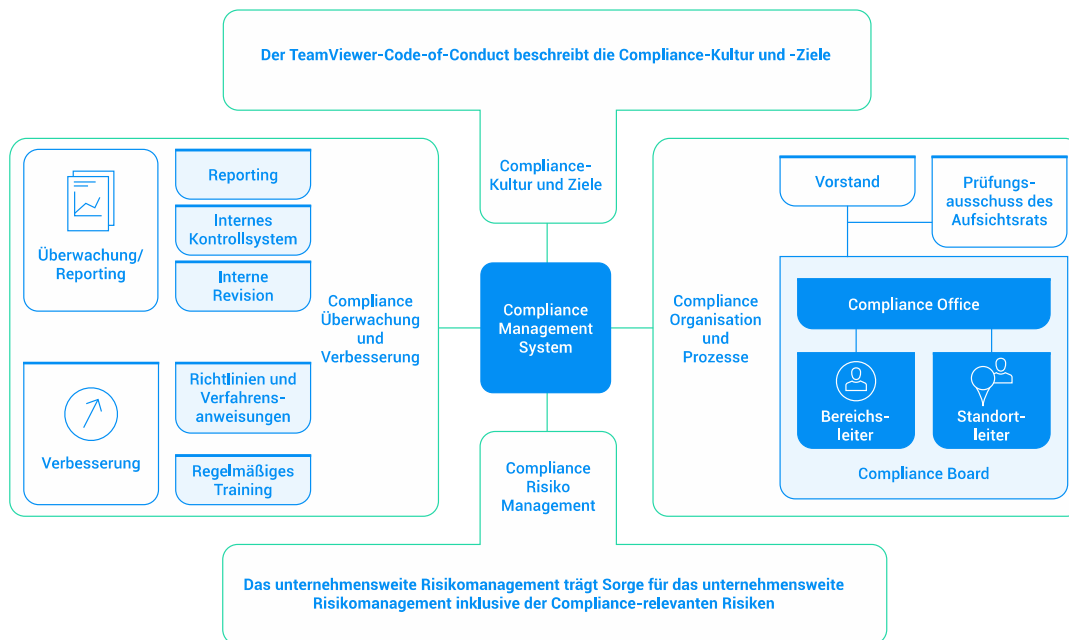 Der TeamViewer-Code-of-Conduct beschreibt die Compliance-Kultur und -Ziele
Compliance-
Kultur und Ziele
Überwachung/
Reporting
Reporting
Internes
Kontrollsystem
Interne
Revision
Verbesserung
Richtlinien und
Verfahrens-
anweisungen
Regelmäßiges
Training
Compliance
Überwachung
und
Verbesserung
Compliance
Management
System
Compliance
Organisation
und
Prozesse
Vorstand
Prüfungs-
ausschuss des
Aufsichtsrats
Compliance Office
Bereichs-
leiter
Standort-
leiter
Compliance Board
Compliance
Risiko
Management
Das unternehmensweite Risikomanagement trägt Sorge für das unternehmensweite
Risikomanagement inklusive der Compliance-relevanten Risiken